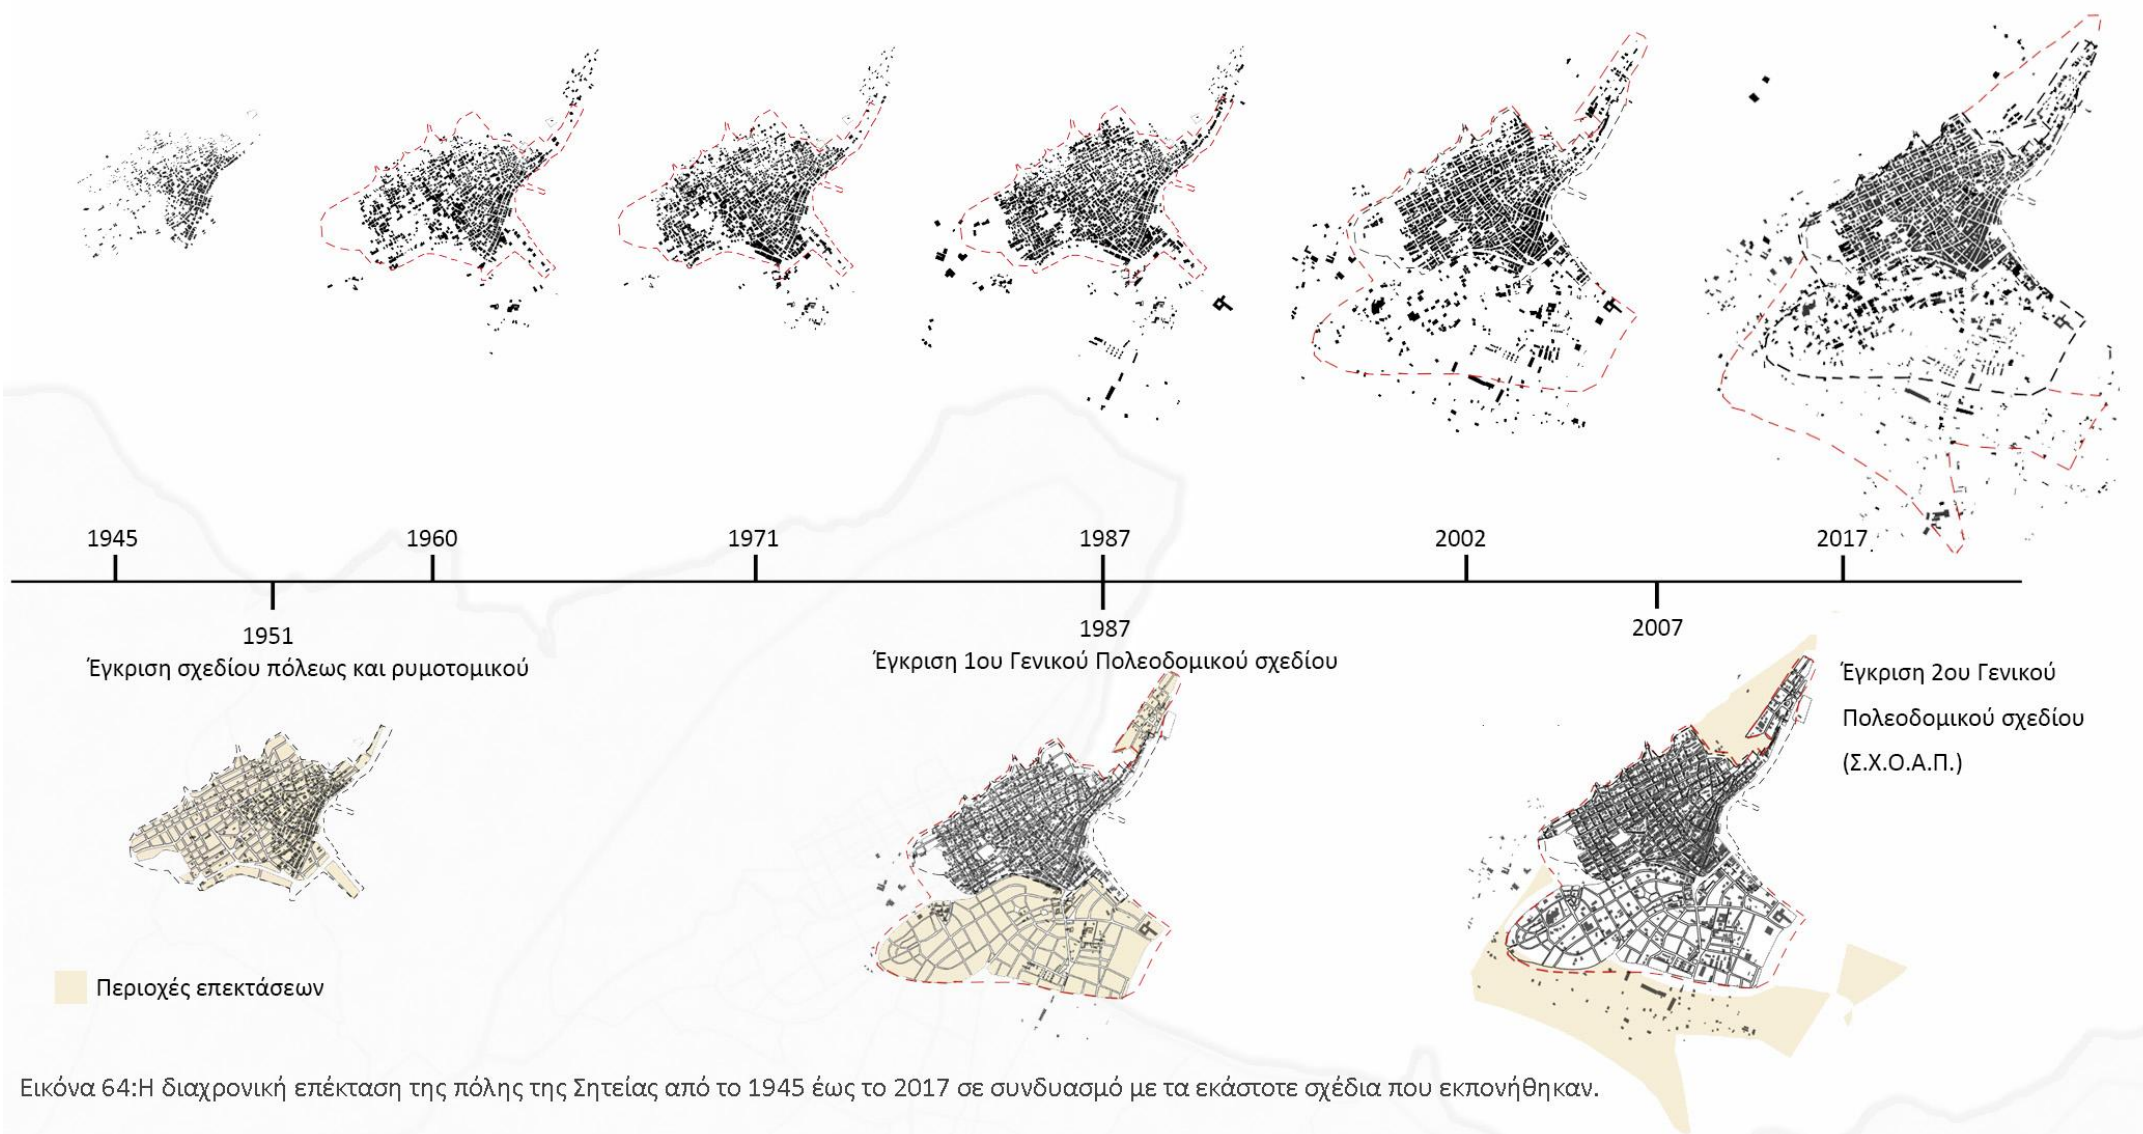 1945
1960
1971
1987
2002
2017
1951
Έγκριση σχεδίου πόλεως και ρυμοτομικού
1987
Έγκριση 1ου Γενικού Πολεοδομικού σχεδίου
2007
Έγκριση 2ου Γενικού
Πολεοδομικού σχεδίου
(Σ.Χ.Ο.Α.Π.)
Περιοχές επεκτάσεων
Εικόνα 64:Η διαχρονική επέκταση της πόλης της Σητείας από το 1945 έως το 2017 σε συνδυασμό με τα εκάστοτε σχέδια που εκπονήθηκαν.